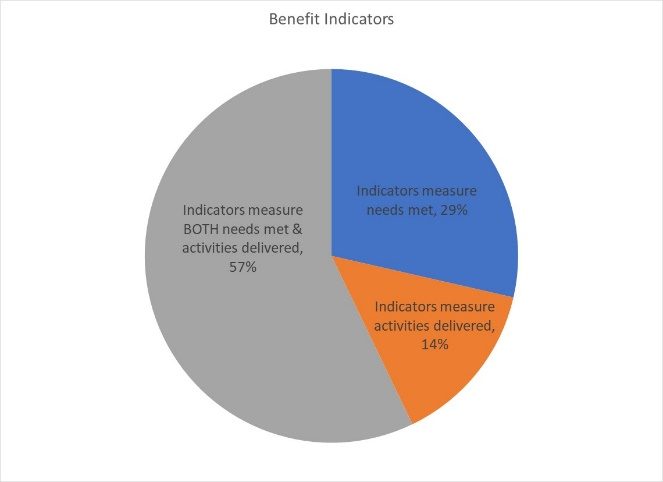 Benefit Indicators
Indicators measure
needs met, 29%
Indicators measure
activities delivered,
14%
Indicators measure
BOTH needs met &
activities delivered,
57%